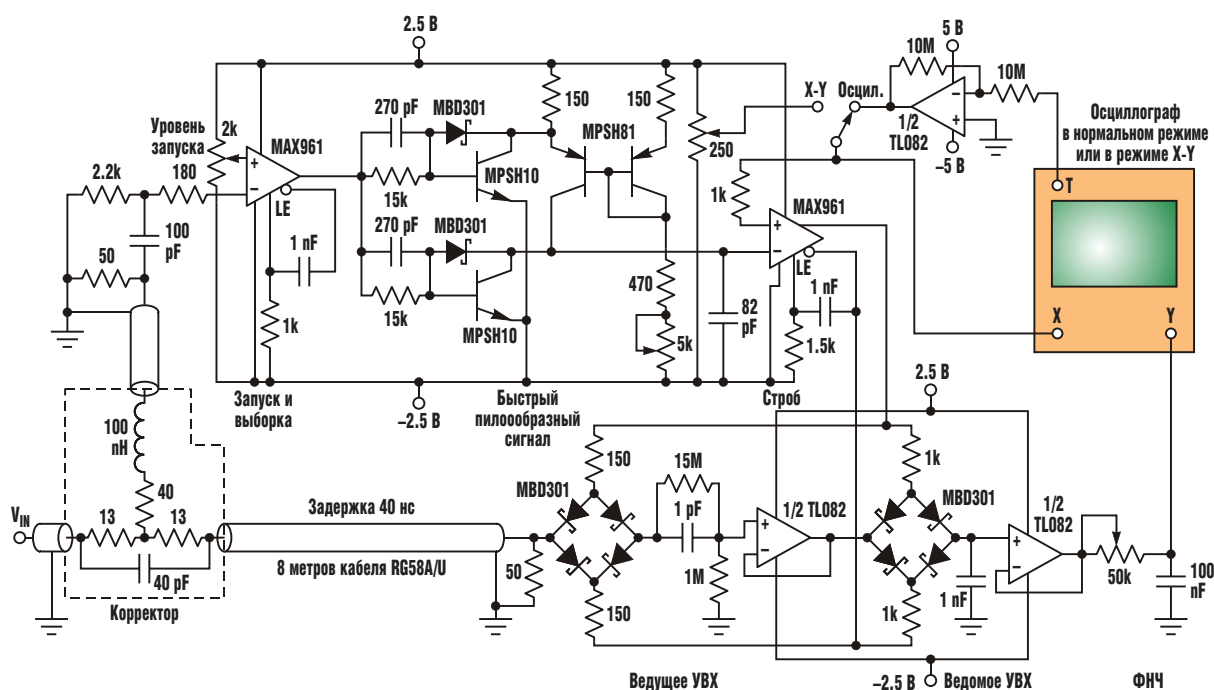 2.5 В
5 В
10M
10M
X-Y
Осцил.
1/2
TL082
–5 В
Осциллограф
в нормальном режиме
или в режиме X-Y
T
X
Y
Уровень
запуска
2k
MAX961
LE
2.2k
180
100
pF
50
1 nF
1k
270 pF
MBD301
MPSH10
15k
270 pF
MBD301
15k
MPSH10
150
150
MPSH81
250
470
5k
82
pF
1k
MAX961
LE
1 nF
1.5k
Запуск и
выборка
–2.5 В
Быстрый
пилоообразный
сигнал
Строб
100
nH
40
13
13
40 pF
VIN
Корректор
Задержка 40 нс
8 метров кабеля RG58A/U
50
MBD301
150
150
15M
1 pF
1M
1/2 TL082
2.5 В
1k
MBD301
1k
1 nF
1/2
TL082
50k
100
nF
Ведущее УВХ
–2.5 В
Ведомое УВХ
ФНЧ